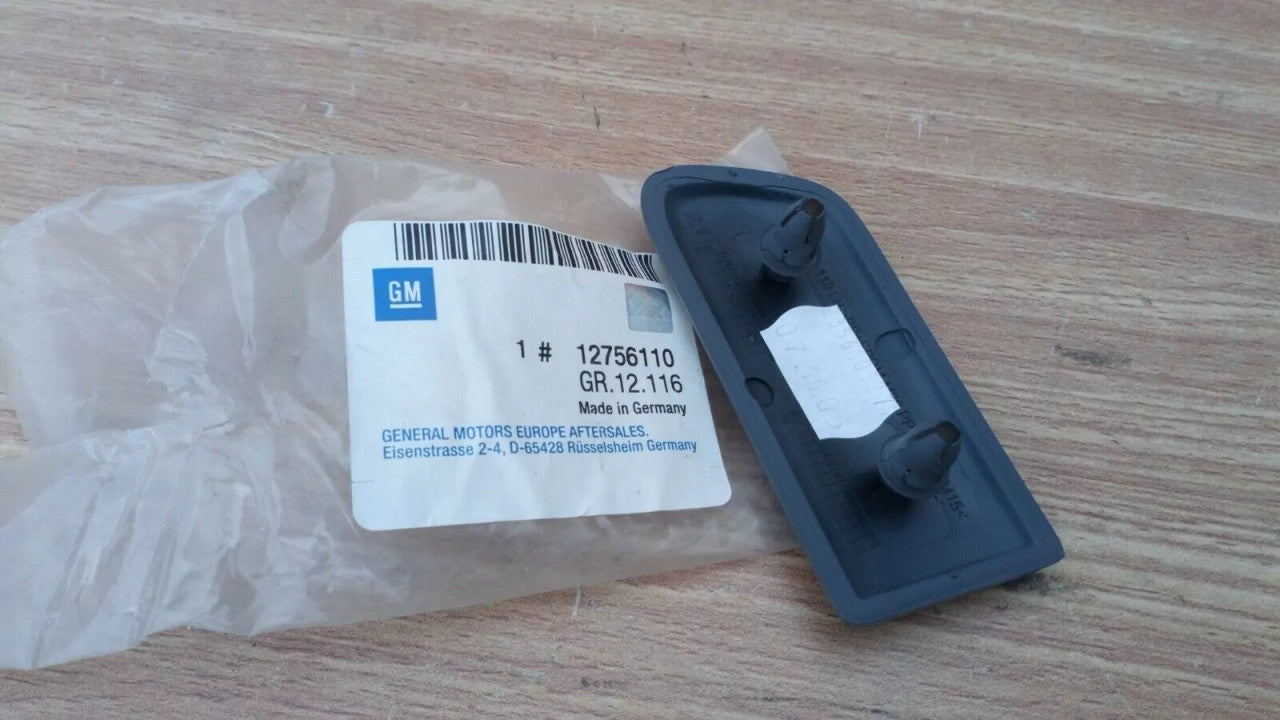 GM
1 # 12756110
GR.12.116
Made in Germany
GENERAL MOTORS EUROPE AFTERSALES.
Eisenstrasse 2-4, D-65428 Rüsselsheim Germany